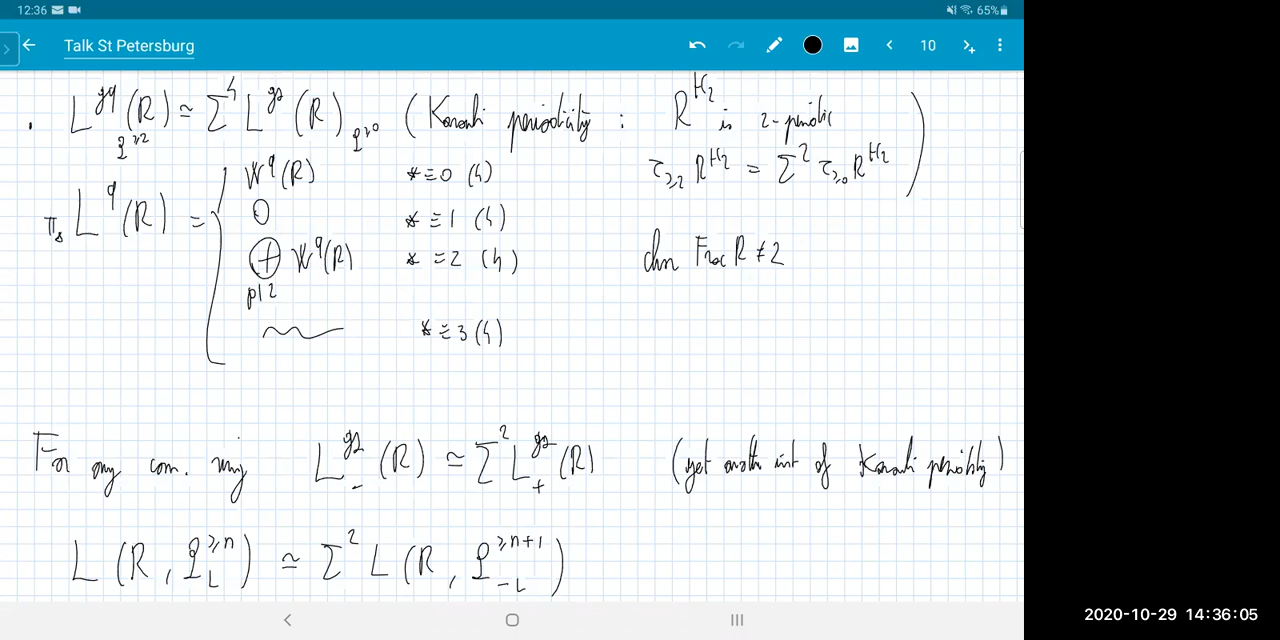 12:36 65%
Talk St Petersburg 10
. L^{gq}(R) ≃ Σ^4 L^{gs}(R) (Karoubi periodicity : R^{tC_2} is 2-periodic
Ϙ^{≥2} Ϙ^{≥0}
τ_{≥2} R^{tC_2} = Σ^2 τ_{≥0} R^{tC_2} )
π_* L^q(R) = { W^q(R) * ≡ 0 (4)
0 * ≡ 1 (4)
⊕_{p|2} W^q(R) * ≡ 2 (4) char Frac R ≠ 2
* ≡ 3 (4)
For any com. ring L^{gs}_-(R) ≃ Σ^2 L^{gs}_+(R) (yet another inst of Karoubi periodicity)
L(R, Ϙ^{≥n}_L) ≃ Σ^2 L(R, Ϙ^{≥n+1}_{-L})
2020-10-29 14:36:05